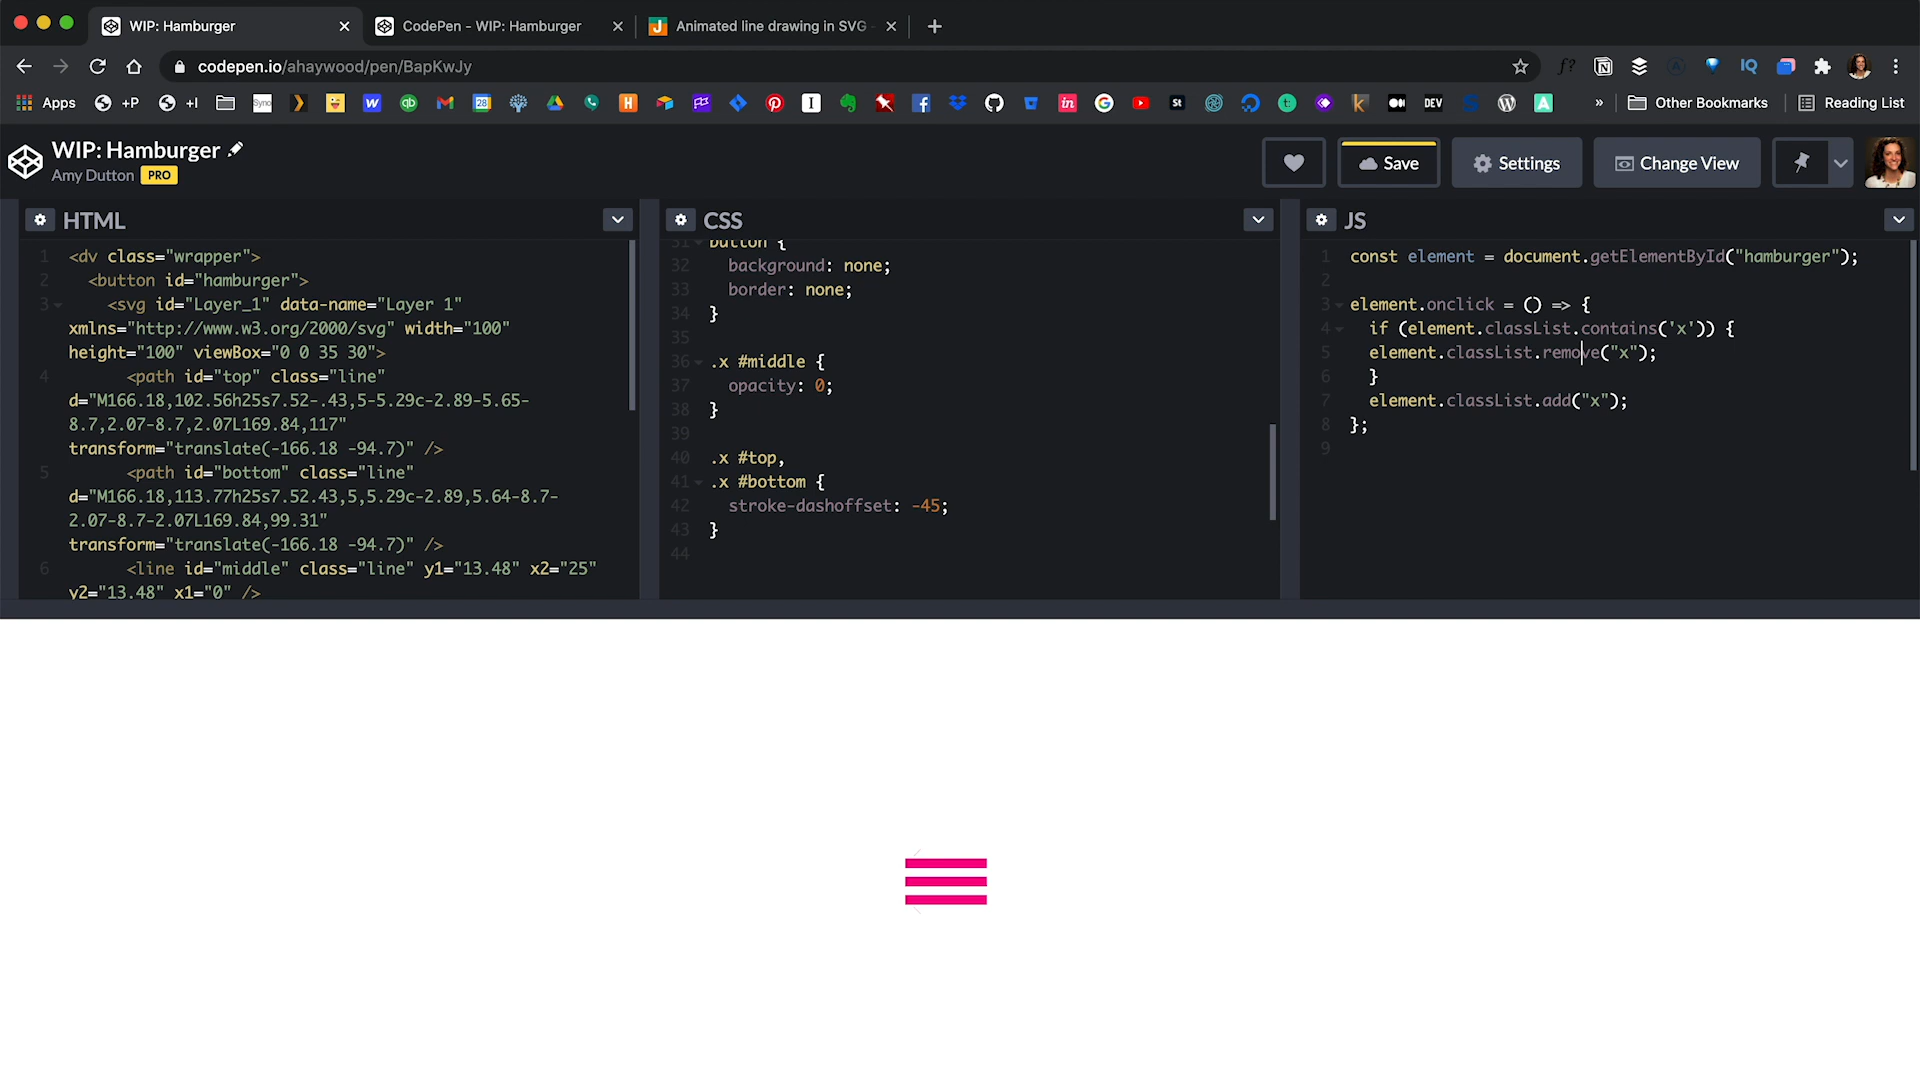 WIP: Hamburger
CodePen - WIP: Hamburger
Animated line drawing in SVG -
codepen.io/ahaywood/pen/BapKwJy
Apps
+P
+I
Other Bookmarks
Reading List
WIP: Hamburger
Amy Dutton PRO
Save
Settings
Change View
HTML
1 <dv class="wrapper">
2 <button id="hamburger">
3 <svg id="Layer_1" data-name="Layer 1"
xmlns="http://www.w3.org/2000/svg" width="100"
height="100" viewBox="0 0 35 30">
4 <path id="top" class="line"
d="M166.18,102.56h25s7.52-.43,5-5.29c-2.89-5.65-
8.7,2.07-8.7,2.07L169.84,117"
transform="translate(-166.18 -94.7)" />
5 <path id="bottom" class="line"
d="M166.18,113.77h25s7.52.43,5,5.29c-2.89,5.64-8.7-
2.07-8.7-2.07L169.84,99.31"
transform="translate(-166.18 -94.7)" />
6 <line id="middle" class="line" y1="13.48" x2="25"
y2="13.48" x1="0" />
CSS
31 button {
32 background: none;
33 border: none;
34 }
35
36 .x #middle {
37 opacity: 0;
38 }
39
40 .x #top,
41 .x #bottom {
42 stroke-dashoffset: -45;
43 }
44
JS
1 const element = document.getElementById("hamburger");
2
3 element.onclick = () => {
4 if (element.classList.contains('x')) {
5 element.classList.remove("x");
6 }
7 element.classList.add("x");
8 };
9